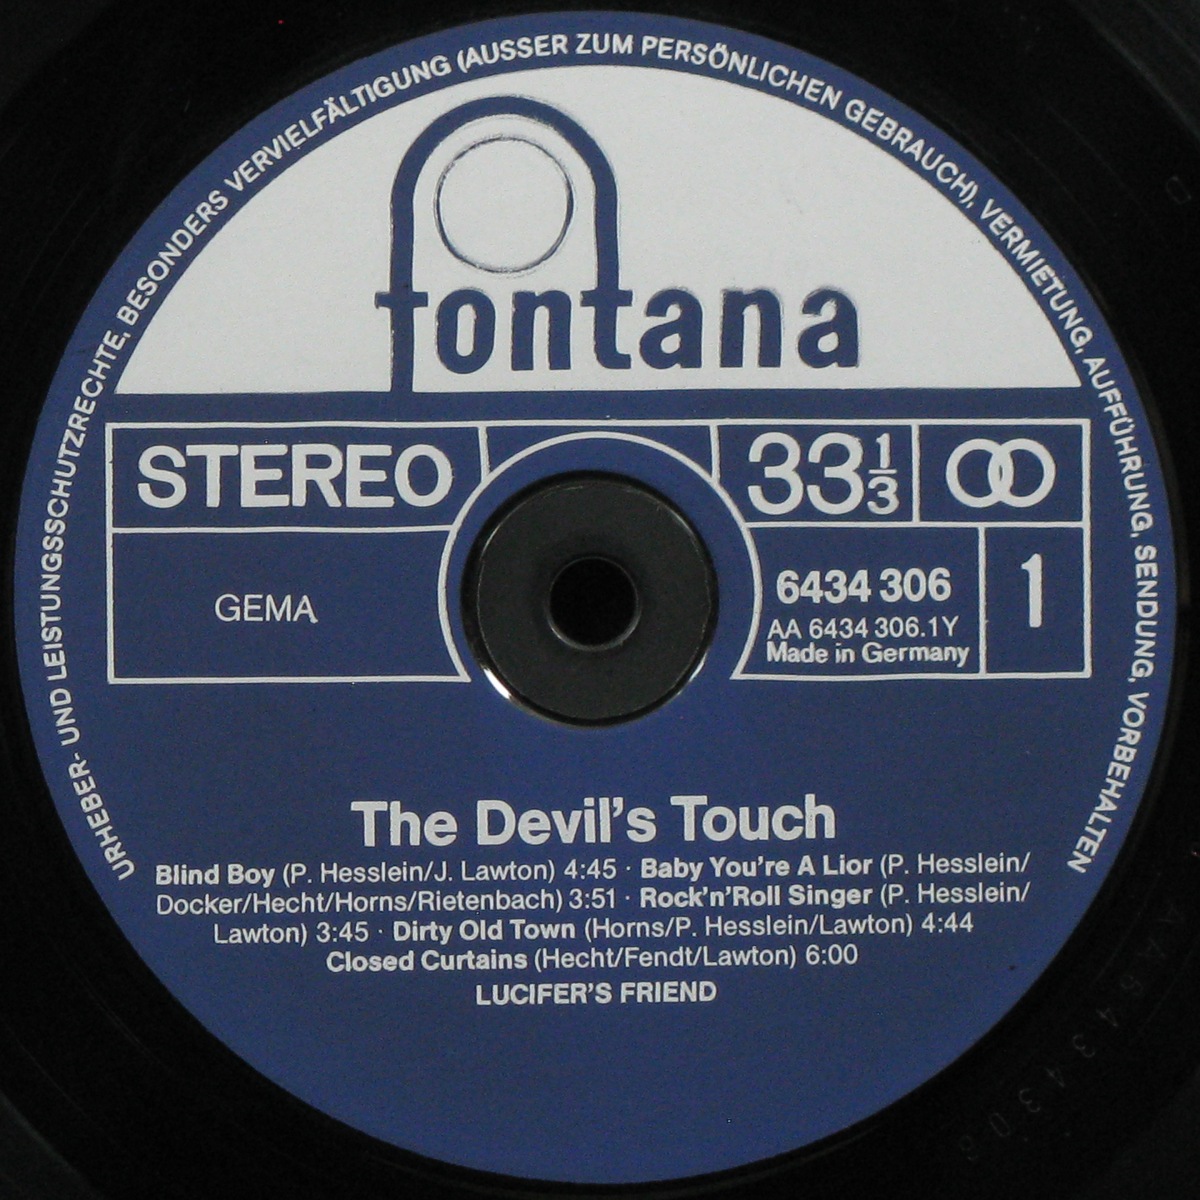 URHEBER- UND LEISTUNGSSCHUTZRECHTE, BESONDERS VERVIELFÄLTIGUNG (AUSSER ZUM PERSÖNLICHEN GEBRAUCH), VERMIETUNG, AUFFÜHRUNG, SENDUNG, VORBEHALTEN
fontana
STEREO
33 1/3
GEMA
6434 306
AA 6434 306.1Y
Made in Germany
1
The Devil's Touch
Blind Boy (P. Hesslein/J. Lawton) 4:45 · Baby You're A Lior (P. Hesslein/
Docker/Hecht/Horns/Rietenbach) 3:51 · Rock'n'Roll Singer (P. Hesslein/
Lawton) 3:45 · Dirty Old Town (Horns/P. Hesslein/Lawton) 4:44
Closed Curtains (Hecht/Fendt/Lawton) 6:00
LUCIFER'S FRIEND